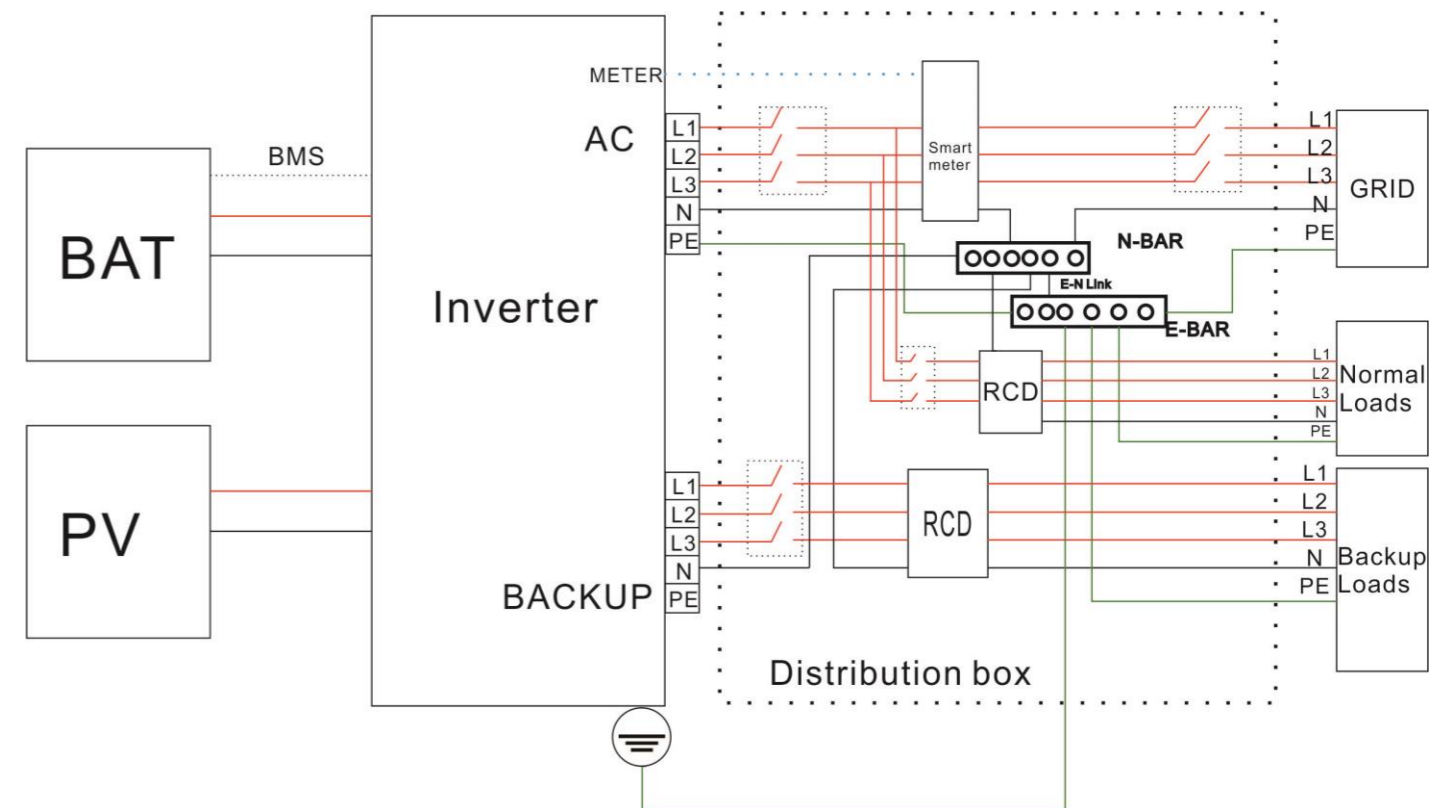 METER
AC
L1
L2
L3
N
PE
BMS
BAT
Inverter
PV
L1
L2
L3
N
PE
BACKUP
Smart
meter
N-BAR
E-N Link
E-BAR
RCD
RCD
Distribution box
L1
L2
L3
N
PE
GRID
L1
L2
L3
N
PE
Normal
Loads
L1
L2
L3
N
PE
Backup
Loads